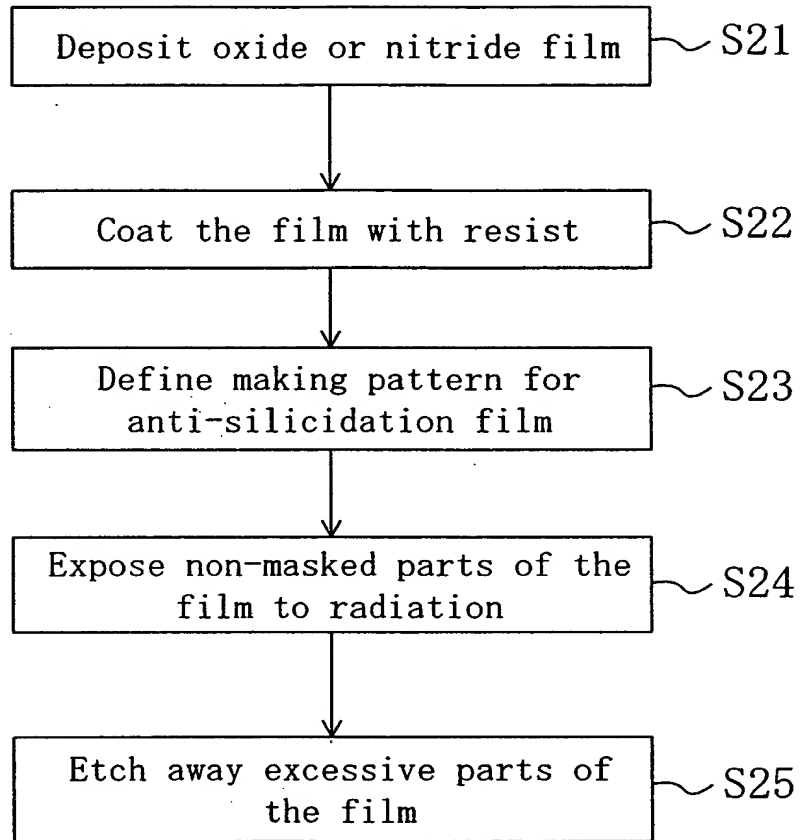 Deposit oxide or nitride film S21
Coat the film with resist S22
Define making pattern for S23
anti-silicidation film
Expose non-masked parts of the S24
film to radiation
Etch away excessive parts of S25
the film